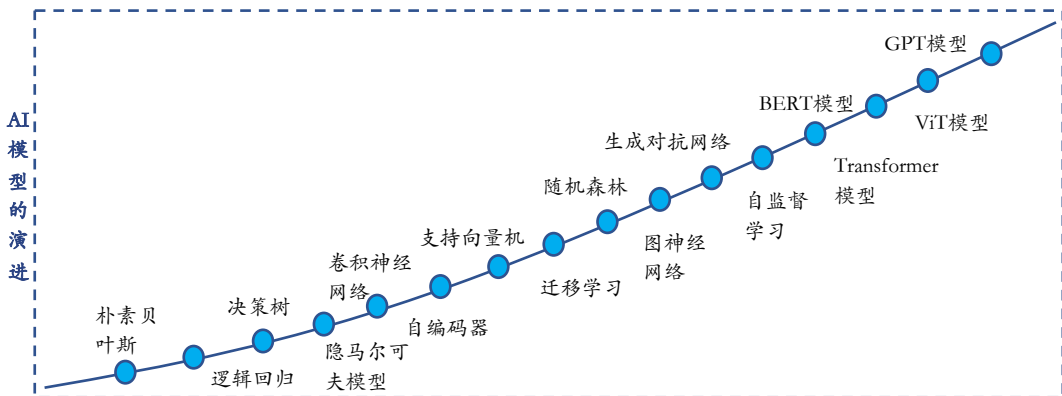 AI
模
型
的
演
进
朴素贝
叶斯
逻辑回归
决策树
隐马尔可
夫模型
卷积神经
网络
自编码器
支持向量机
迁移学习
随机森林
图神经
网络
生成对抗网络
自监督
学习
BERT模型
Transformer
模型
GPT模型
ViT模型